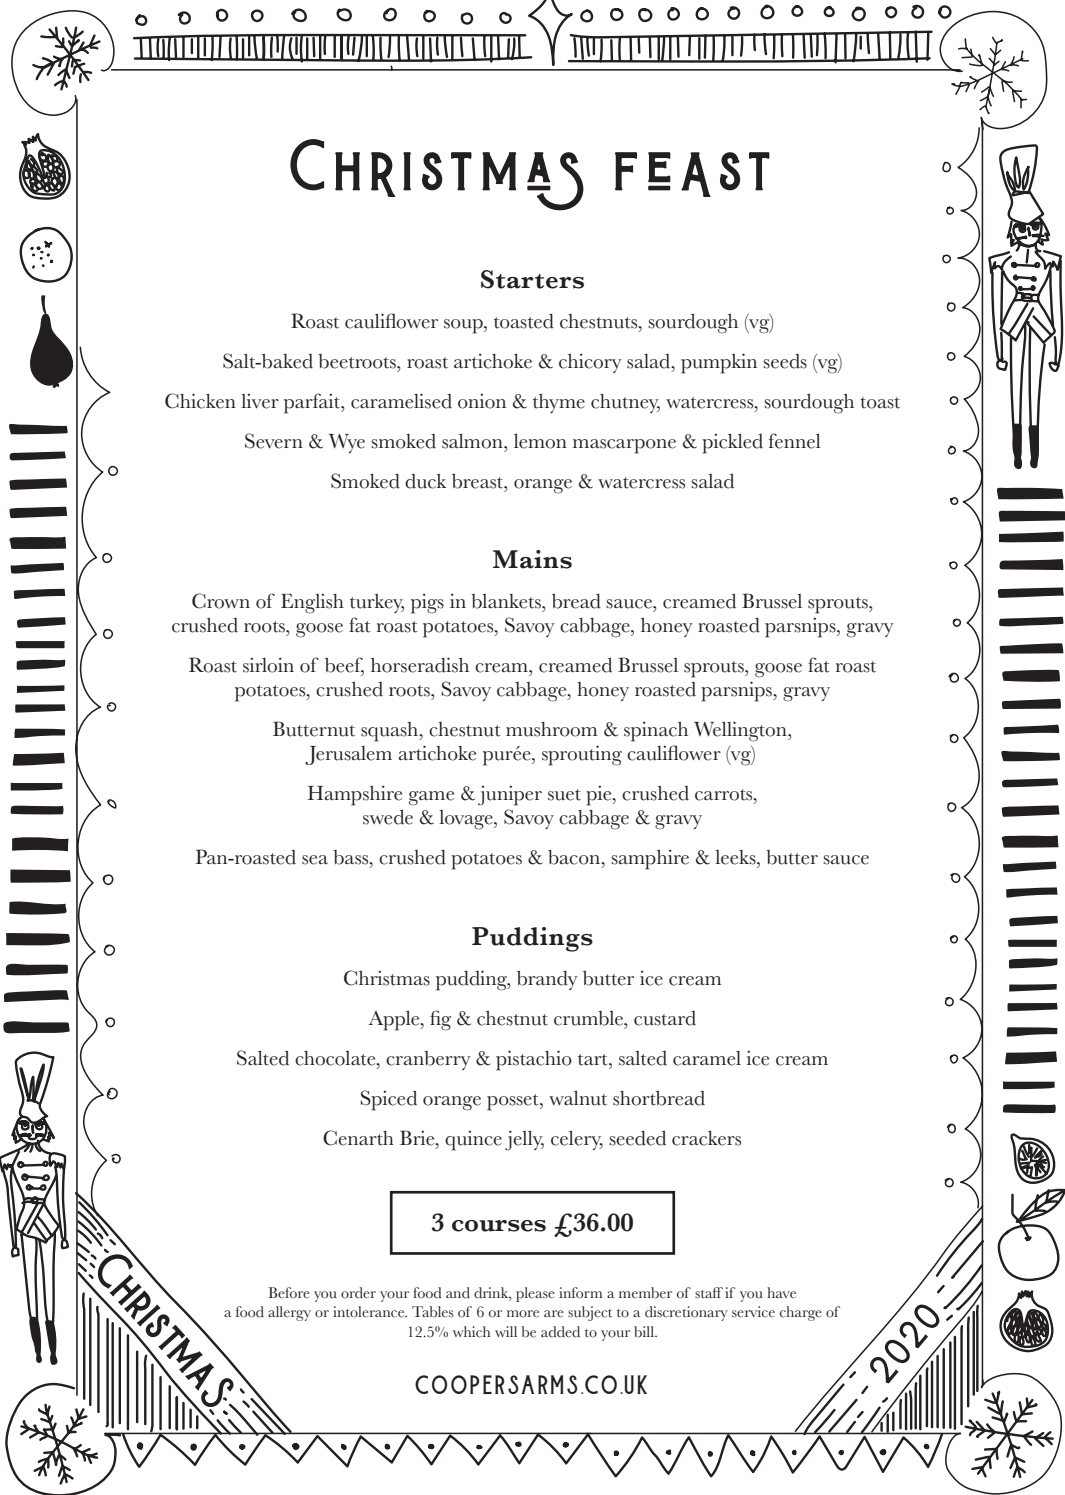 Christmas feast
Starters
Roast cauliflower soup, toasted chestnuts, sourdough (vg)
Salt-baked beetroots, roast artichoke & chicory salad, pumpkin seeds (vg)
Chicken liver parfait, caramelised onion & thyme chutney, watercress, sourdough toast
Severn & Wye smoked salmon, lemon mascarpone & pickled fennel
Smoked duck breast, orange & watercress salad
Mains
Crown of English turkey, pigs in blankets, bread sauce, creamed Brussel sprouts,
crushed roots, goose fat roast potatoes, Savoy cabbage, honey roasted parsnips, gravy
Roast sirloin of beef, horseradish cream, creamed Brussel sprouts, goose fat roast
potatoes, crushed roots, Savoy cabbage, honey roasted parsnips, gravy
Butternut squash, chestnut mushroom & spinach Wellington,
Jerusalem artichoke purée, sprouting cauliflower (vg)
Hampshire game & juniper suet pie, crushed carrots,
swede & lovage, Savoy cabbage & gravy
Pan-roasted sea bass, crushed potatoes & bacon, samphire & leeks, butter sauce
Puddings
Christmas pudding, brandy butter ice cream
Apple, fig & chestnut crumble, custard
Salted chocolate, cranberry & pistachio tart, salted caramel ice cream
Spiced orange posset, walnut shortbread
Cenarth Brie, quince jelly, celery, seeded crackers
3 courses £36.00
Before you order your food and drink, please inform a member of staff if you have
a food allergy or intolerance. Tables of 6 or more are subject to a discretionary service charge of
12.5% which will be added to your bill.
COOPERSARMS.CO.UK
CHRISTMAS
2020